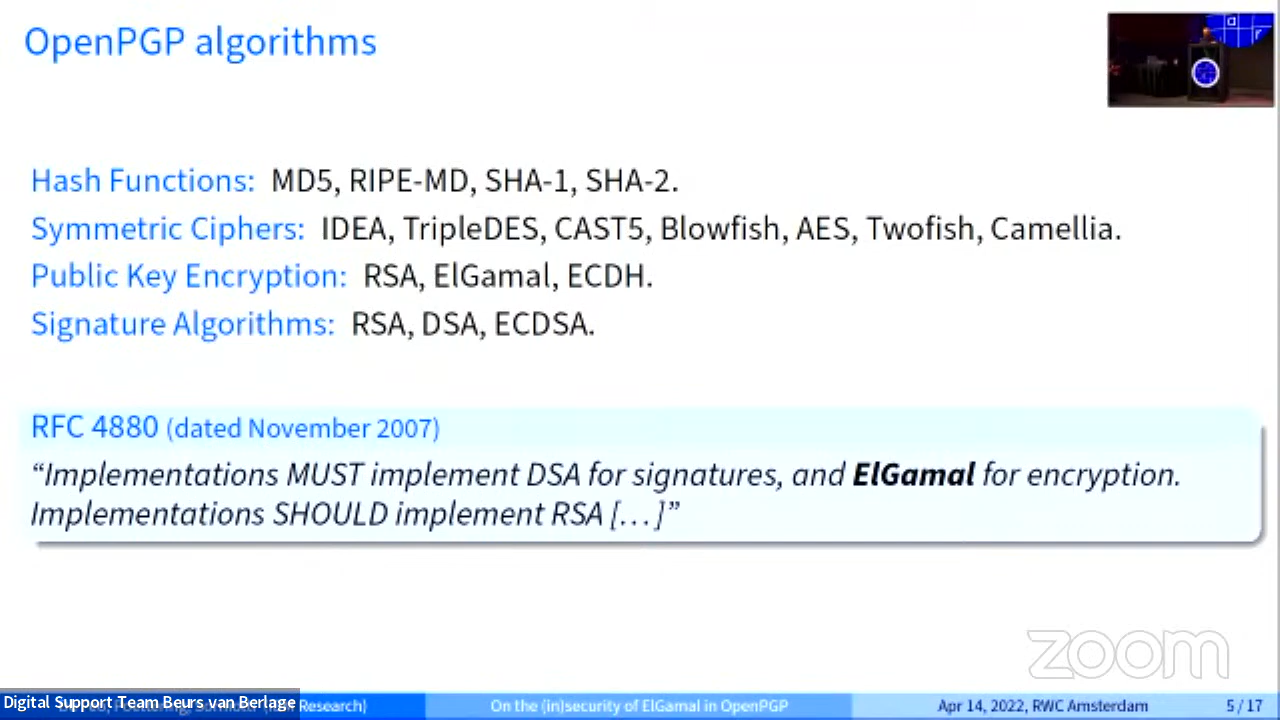 OpenPGP algorithms
Hash Functions: MD5, RIPE-MD, SHA-1, SHA-2.
Symmetric Ciphers: IDEA, TripleDES, CAST5, Blowfish, AES, Twofish, Camellia.
Public Key Encryption: RSA, ElGamal, ECDH.
Signature Algorithms: RSA, DSA, ECDSA.
RFC 4880 (dated November 2007)
“Implementations MUST implement DSA for signatures, and ElGamal for encryption.
Implementations SHOULD implement RSA […]”
zoom
Digital Support Team Beurs van Berlage
Research) On the (in)security of ElGamal in OpenPGP Apr 14, 2022, RWC Amsterdam 5 / 17